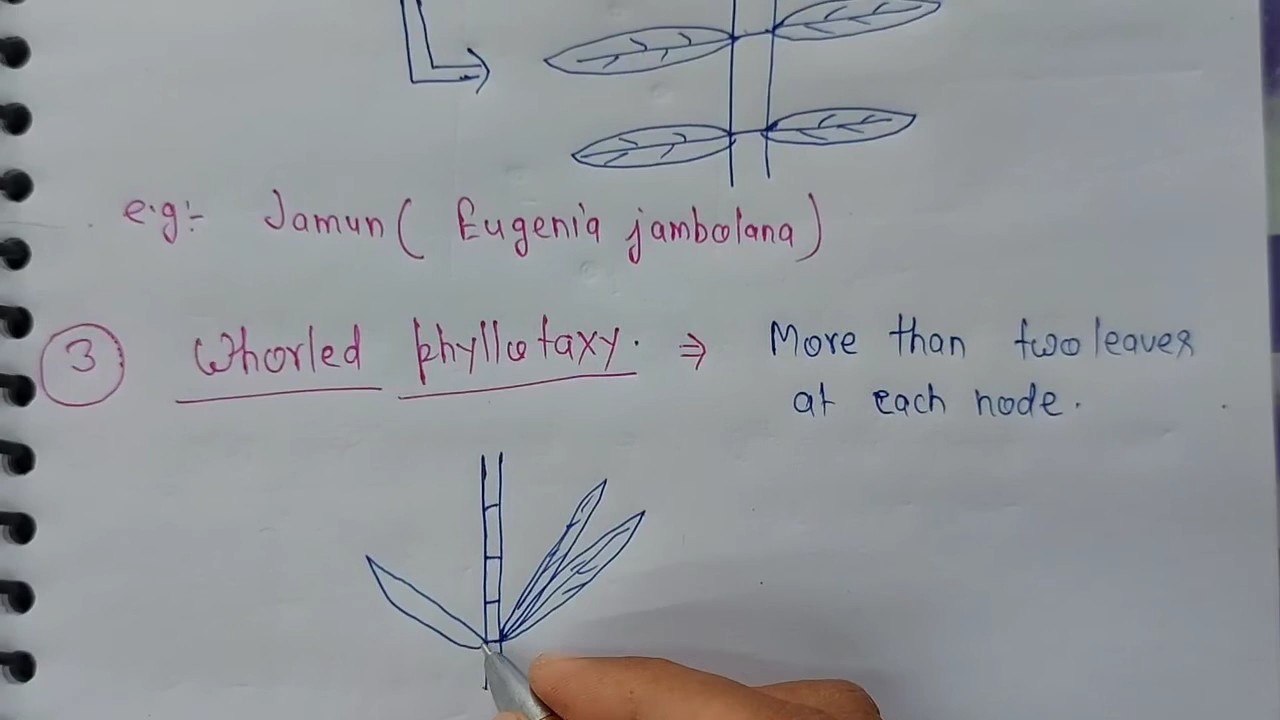 e.g:- Jamun ( Eugenia jambolana )
3 Whorled phyllotaxy. ⇒ More than two leaves
at each node.